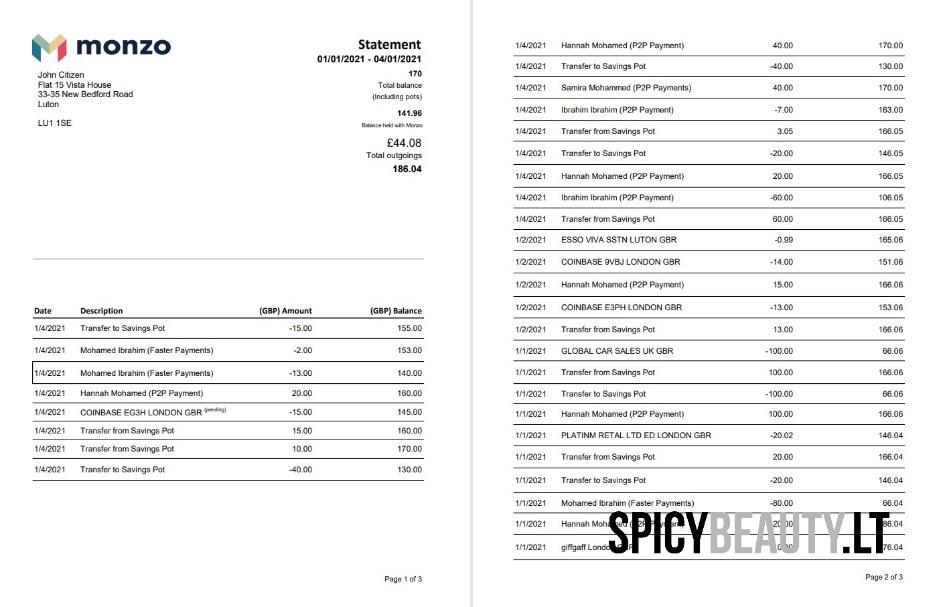 monzo
Statement
01/01/2021 - 04/01/2021
John Citizen
Flat 15 Vista House
33-35 New Bedford Road
Luton
LU1 1SE
170
Total balance
(Including pots)
141.96
Balance held with Monzo
£44.08
Total outgoings
186.04
Date Description (GBP) Amount (GBP) Balance
1/4/2021 Transfer to Savings Pot -15.00 155.00
1/4/2021 Mohamed Ibrahim (Faster Payments) -2.00 153.00
1/4/2021 Mohamed Ibrahim (Faster Payments) -13.00 140.00
1/4/2021 Hannah Mohamed (P2P Payment) 20.00 160.00
1/4/2021 COINBASE EG3H LONDON GBR (pending) -15.00 145.00
1/4/2021 Transfer from Savings Pot 15.00 160.00
1/4/2021 Transfer from Savings Pot 10.00 170.00
1/4/2021 Transfer to Savings Pot -40.00 130.00
Page 1 of 3
1/4/2021 Hannah Mohamed (P2P Payment) 40.00 170.00
1/4/2021 Transfer to Savings Pot -40.00 130.00
1/4/2021 Samira Mohammed (P2P Payments) 40.00 170.00
1/4/2021 Ibrahim Ibrahim (P2P Payment) -7.00 163.00
1/4/2021 Transfer from Savings Pot 3.05 166.05
1/4/2021 Transfer to Savings Pot -20.00 146.05
1/4/2021 Hannah Mohamed (P2P Payment) 20.00 166.05
1/4/2021 Ibrahim Ibrahim (P2P Payment) -60.00 106.05
1/4/2021 Transfer from Savings Pot 60.00 166.05
1/2/2021 ESSO VIVA SSTN LUTON GBR -0.99 165.06
1/2/2021 COINBASE 9VBJ LONDON GBR -14.00 151.06
1/2/2021 Hannah Mohamed (P2P Payment) 15.00 166.06
1/2/2021 COINBASE E3PH LONDON GBR -13.00 153.06
1/2/2021 Transfer from Savings Pot 13.00 166.06
1/1/2021 GLOBAL CAR SALES UK GBR -100.00 66.06
1/1/2021 Transfer from Savings Pot 100.00 166.06
1/1/2021 Transfer to Savings Pot -100.00 66.06
1/1/2021 Hannah Mohamed (P2P Payment) 100.00 166.06
1/1/2021 PLATINM RETAL LTD ED LONDON GBR -20.02 146.04
1/1/2021 Transfer from Savings Pot 20.00 166.04
1/1/2021 Transfer to Savings Pot -20.00 146.04
1/1/2021 Mohamed Ibrahim (Faster Payments) -80.00 66.04
1/1/2021 Hannah Mohamed (P2P Payment) 20.00 86.04
1/1/2021 giffgaff 76.04
SPICYBEAUTY.LT
Page 2 of 3